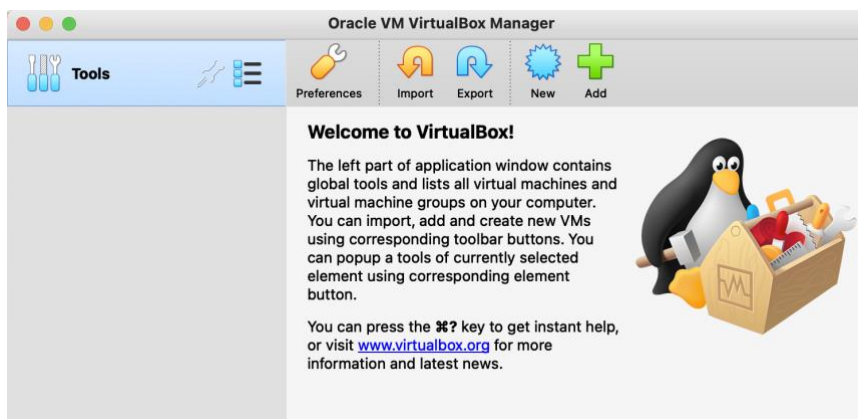 Oracle VM VirtualBox Manager
Tools
Preferences Import Export New Add
Welcome to VirtualBox!
The left part of application window contains
global tools and lists all virtual machines and
virtual machine groups on your computer.
You can import, add and create new VMs
using corresponding toolbar buttons. You
can popup a tools of currently selected
element using corresponding element
button.
You can press the ⌘? key to get instant help,
or visit www.virtualbox.org for more
information and latest news.